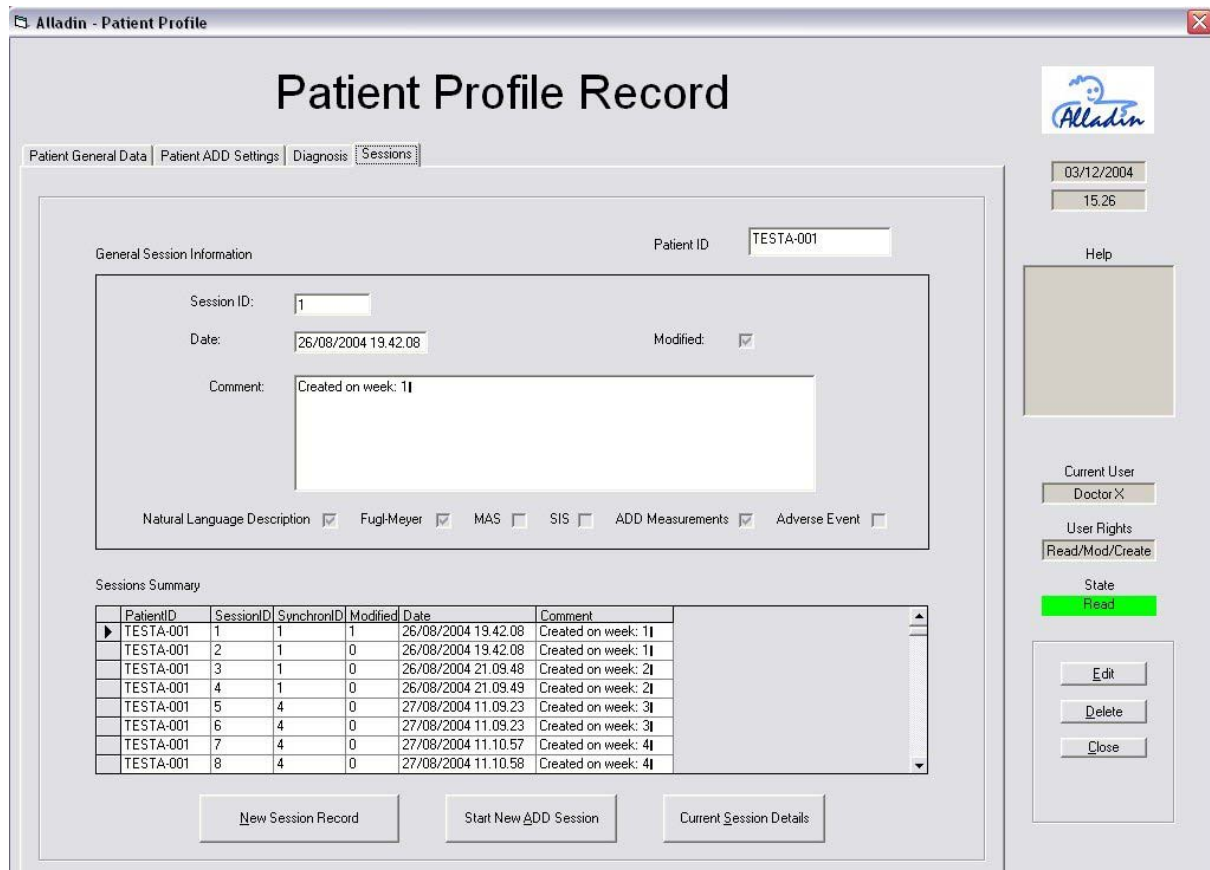 Alladin - Patient Profile
Patient Profile Record
Alladin
Patient General Data Patient ADD Settings Diagnosis Sessions
03/12/2004
15.26
Patient ID TESTA-001
General Session Information
Help
Session ID: 1
Date: 26/08/2004 19.42.08 Modified:
Comment: Created on week: 1
Natural Language Description Fugl-Meyer MAS SIS ADD Measurements Adverse Event
Current User
Doctor X
User Rights
Read/Mod/Create
State
Read
Sessions Summary
PatientID SessionID SynchronID Modified Date Comment
TESTA-001 1 1 1 26/08/2004 19.42.08 Created on week: 1
TESTA-001 2 1 0 26/08/2004 19.42.08 Created on week: 1
TESTA-001 3 1 0 26/08/2004 21.09.48 Created on week: 2
TESTA-001 4 1 0 26/08/2004 21.09.49 Created on week: 2
TESTA-001 5 4 0 27/08/2004 11.09.23 Created on week: 3
TESTA-001 6 4 0 27/08/2004 11.09.23 Created on week: 3
TESTA-001 7 4 0 27/08/2004 11.10.57 Created on week: 4
TESTA-001 8 4 0 27/08/2004 11.10.58 Created on week: 4
Edit
Delete
Close
New Session Record Start New ADD Session Current Session Details